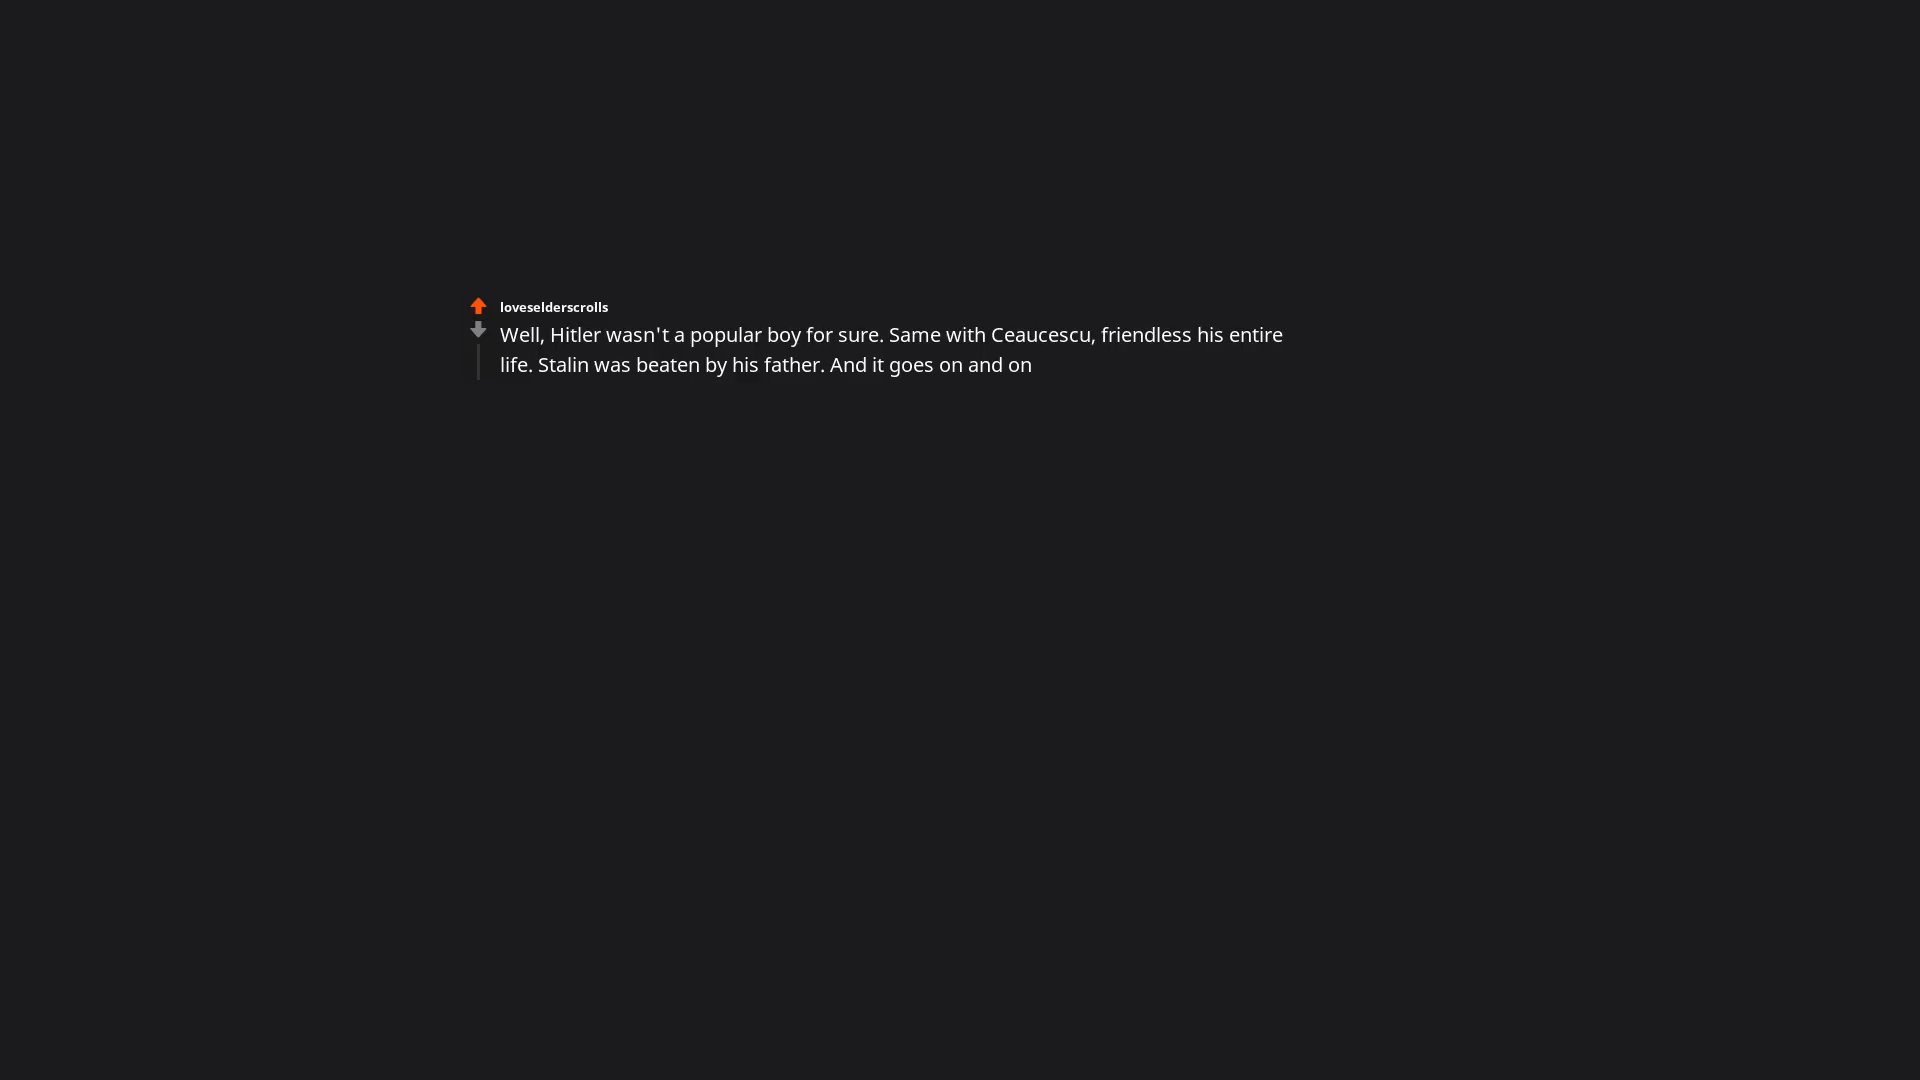 loveselderscrolls
Well, Hitler wasn't a popular boy for sure. Same with Ceaucescu, friendless his entire
life. Stalin was beaten by his father. And it goes on and on